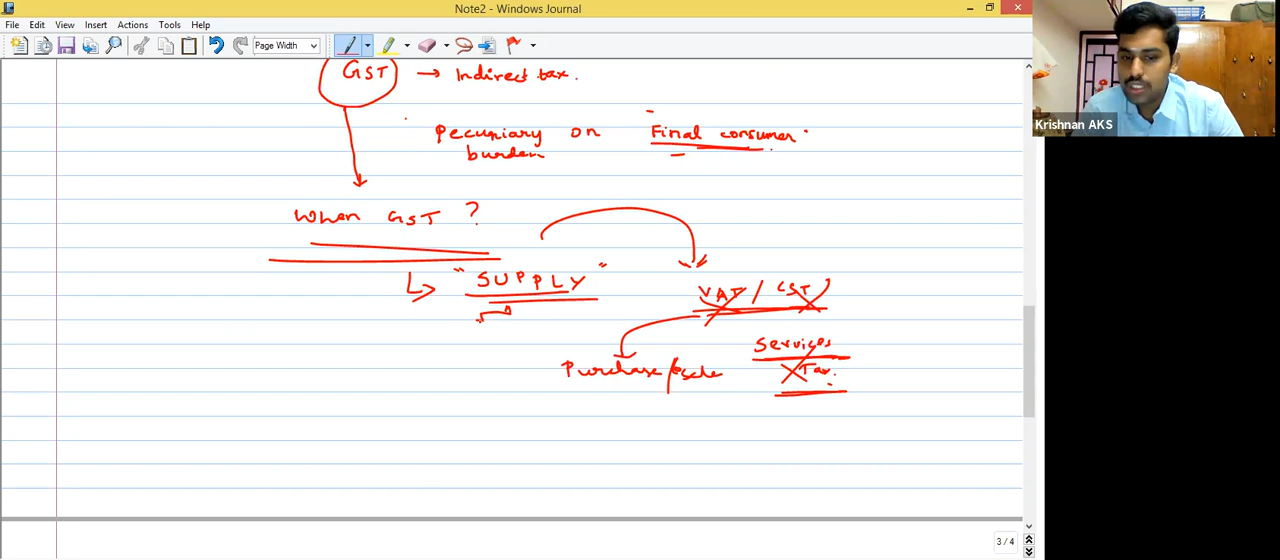 Note2 - Windows Journal
File Edit View Insert Actions Tools Help
Page Width
Krishnan AKS
GST → Indirect tax.
Pecuniary on Final consumer
burden
When GST ?
"SUPPLY"
VAT / CST
Services
Purchase / sale
Tax.
3 / 4